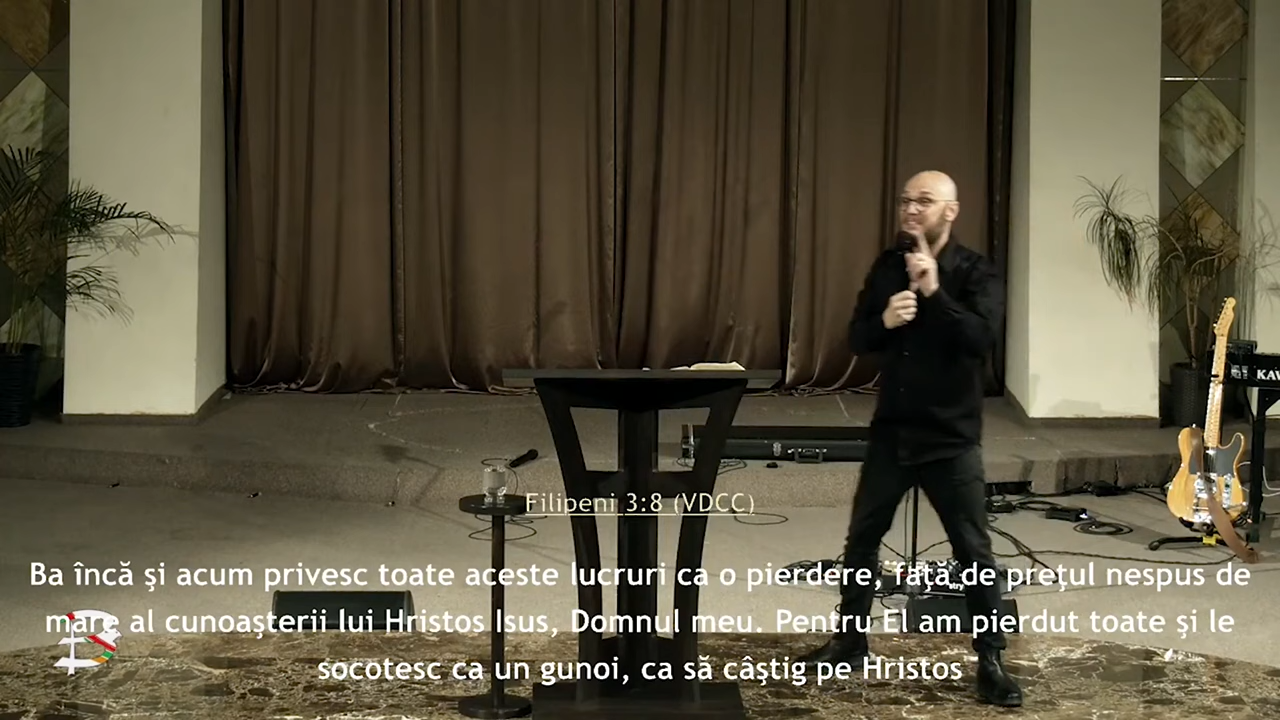 KAW
Filipeni 3:8 (VDCC)
Ba încă şi acum privesc toate aceste lucruri ca o pierdere, faţă de preţul nespus de
mare al cunoaşterii lui Hristos Isus, Domnul meu. Pentru El am pierdut toate şi le
socotesc ca un gunoi, ca să câştig pe Hristos